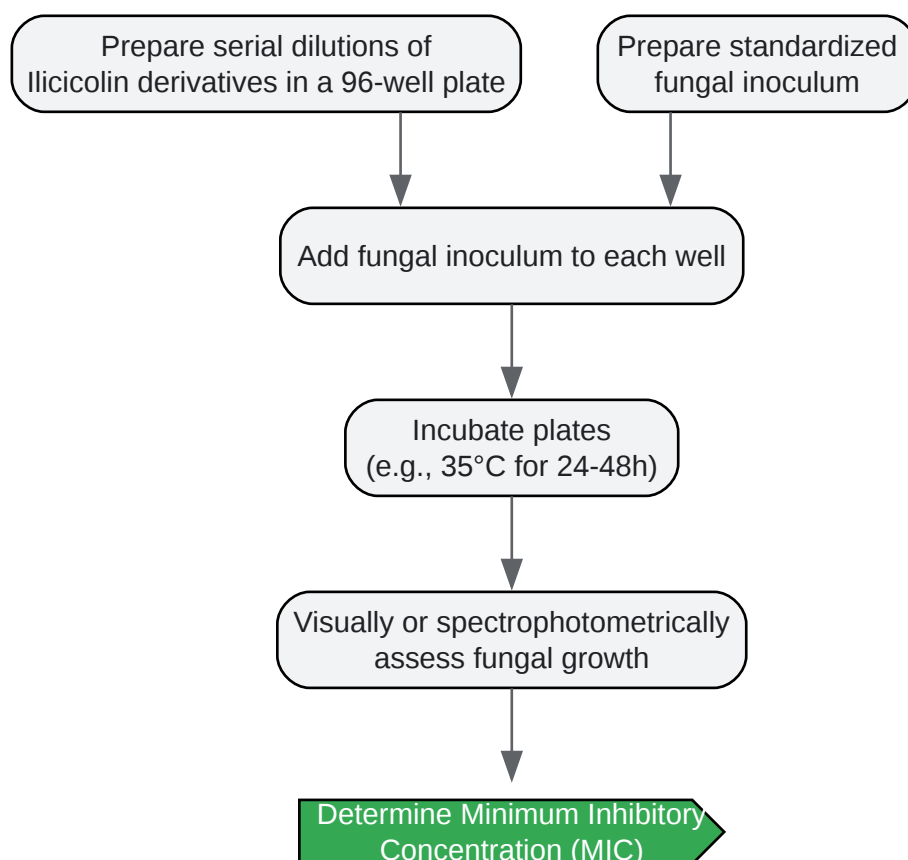 Prepare serial dilutions of
Ilicicolin derivatives in a 96-well plate
Prepare standardized
fungal inoculum
Add fungal inoculum to each well
Incubate plates
(e.g., 35°C for 24-48h)
Visually or spectrophotometrically
assess fungal growth
Determine Minimum Inhibitory
Concentration (MIC)